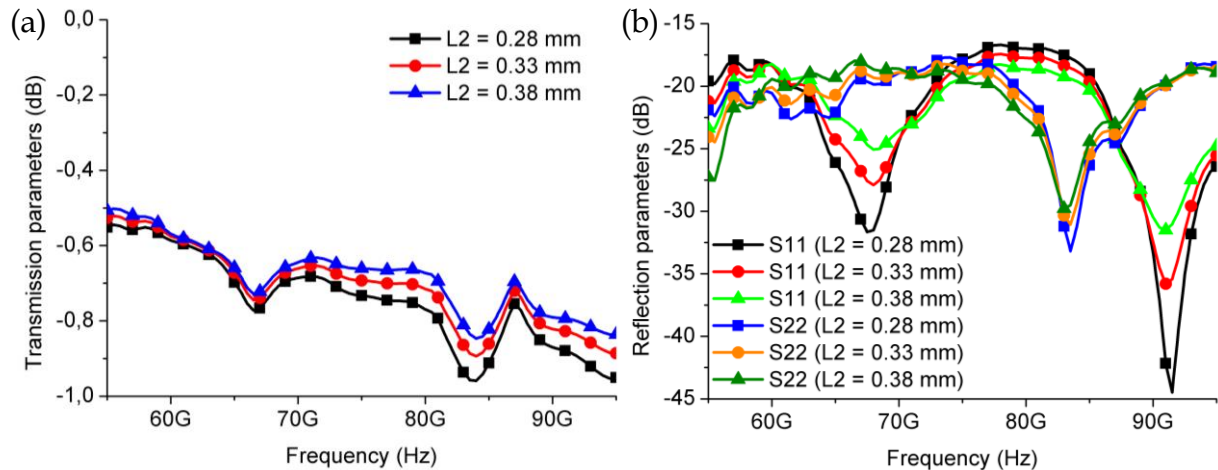 (a)
Transmission parameters (dB)
0,0
-0,2
-0,4
-0,6
-0,8
-1,0
L2 = 0.28 mm
L2 = 0.33 mm
L2 = 0.38 mm
60G 70G 80G 90G
Frequency (Hz)
(b)
Reflection parameters (dB)
-15
-20
-25
-30
-35
-40
-45
S11 (L2 = 0.28 mm)
S11 (L2 = 0.33 mm)
S11 (L2 = 0.38 mm)
S22 (L2 = 0.28 mm)
S22 (L2 = 0.33 mm)
S22 (L2 = 0.38 mm)
60G 70G 80G 90G
Frequency (Hz)